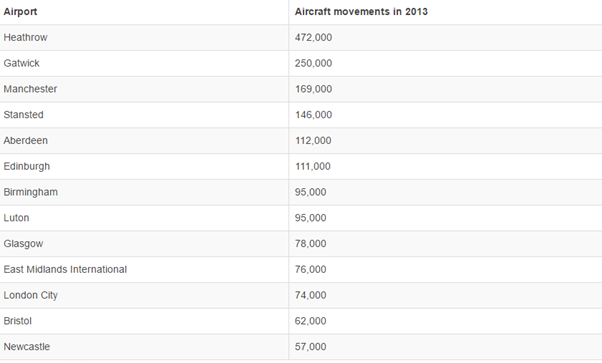 Airport Aircraft movements in 2013
Heathrow 472,000
Gatwick 250,000
Manchester 169,000
Stansted 146,000
Aberdeen 112,000
Edinburgh 111,000
Birmingham 95,000
Luton 95,000
Glasgow 78,000
East Midlands International 76,000
London City 74,000
Bristol 62,000
Newcastle 57,000